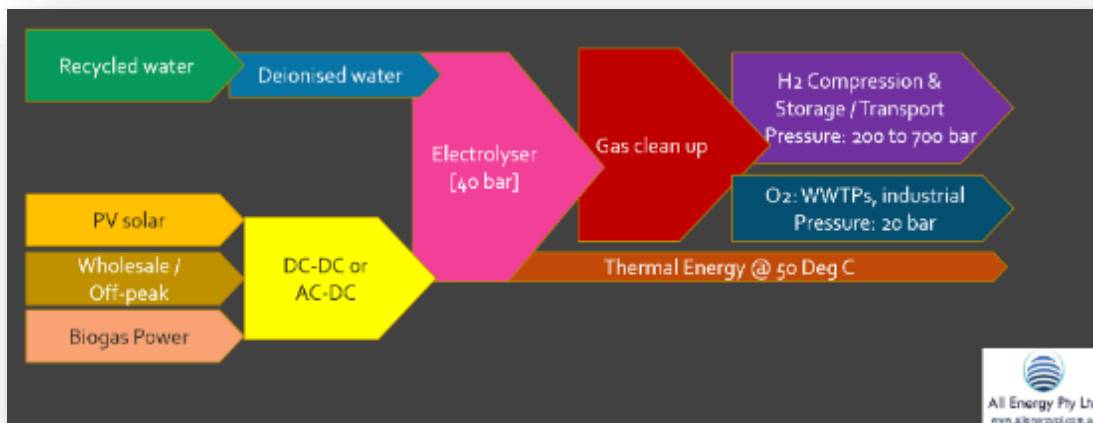 Recycled water
Deionised water
Electrolyser
[40 bar]
Gas clean up
H2 Compression &
Storage / Transport
Pressure: 200 to 700 bar
O2: WWTPs, industrial
Pressure: 20 bar
PV solar
Wholesale /
Off-peak
Biogas Power
DC-DC or
AC-DC
Thermal Energy @ 50 Deg C
All Energy Pty Lt